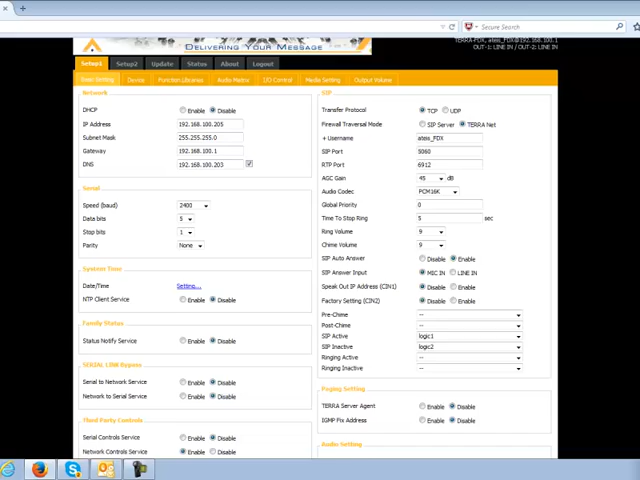 Secure Search
DELIVERING YOUR MESSAGE
TERRA-FDX, ateis_FDX@192.168.100.1
OUT-1: LINE IN / OUT-2: LINE IN
Setup1 Setup2 Update Status About Logout
Basic Setting Device Function Libraries Audio Matrix I/O Control Media Setting Output Volume
Network
DHCP Enable Disable
IP Address 192.168.100.205
Subnet Mask 255.255.255.0
Gateway 192.168.100.1
DNS 192.168.100.203
Serial
Speed (baud) 2400
Data bits 5
Stop bits 1
Parity None
System Time
Date/Time Setting...
NTP Client Service Enable Disable
Family Status
Status Notify Service Enable Disable
SERIAL LINK Bypass
Serial to Network Service Enable Disable
Network to Serial Service Enable Disable
Third Party Controls
Serial Controls Service Enable Disable
Network Controls Service Enable Disable
SIP
Transfer Protocol TCP UDP
Firewall Traversal Mode SIP Server TERRA Net
+ Username ateis_FDX
SIP Port 5060
RTP Port 6912
AGC Gain 45 dB
Audio Codec PCM16K
Global Priority 0
Time To Stop Ring 5 sec
Ring Volume 9
Chime Volume 9
SIP Auto Answer Disable Enable
SIP Answer Input MIC IN LINE IN
Speak Out IP Address (CIN1) Disable Enable
Factory Setting (CIN2) Disable Enable
Pre-Chime --
Post-Chime --
SIP Active logic1
SIP Inactive logic2
Ringing Active --
Ringing Inactive --
Paging Setting
TERRA Server Agent Enable Disable
IGMP Fix Address Enable Disable
Audio Setting